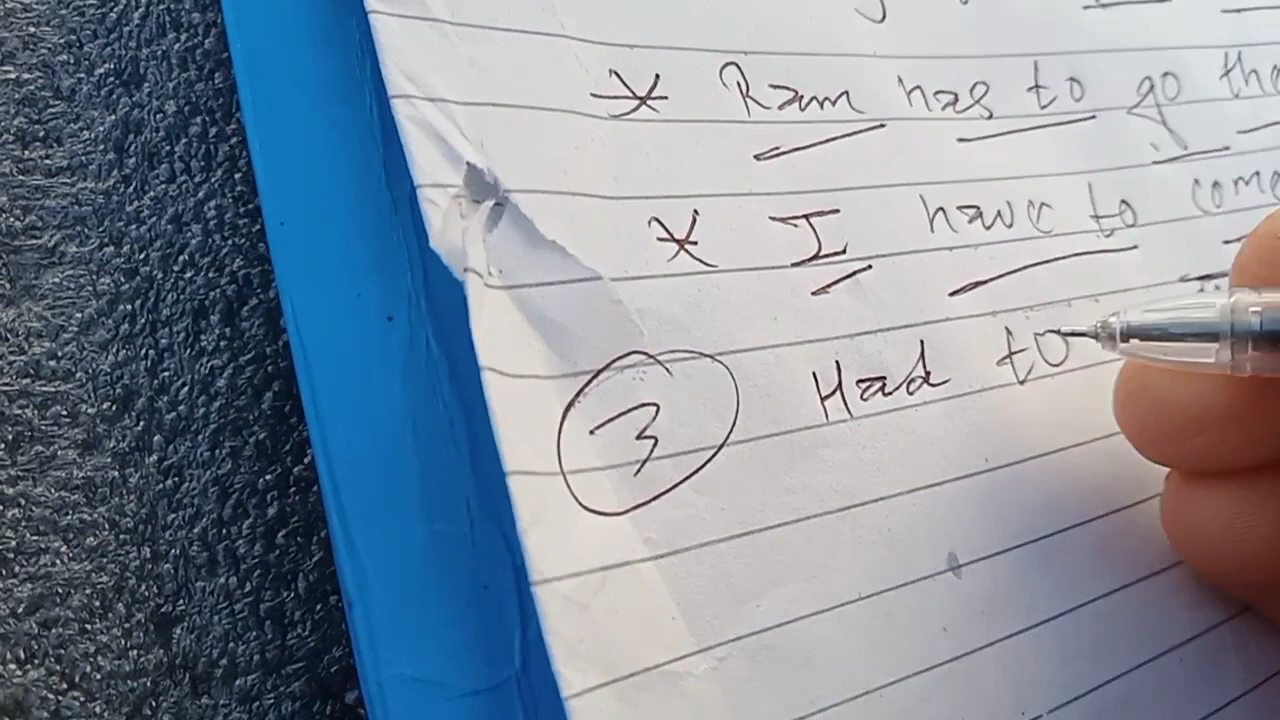 * Ram has to go
* I have to
③ Had to